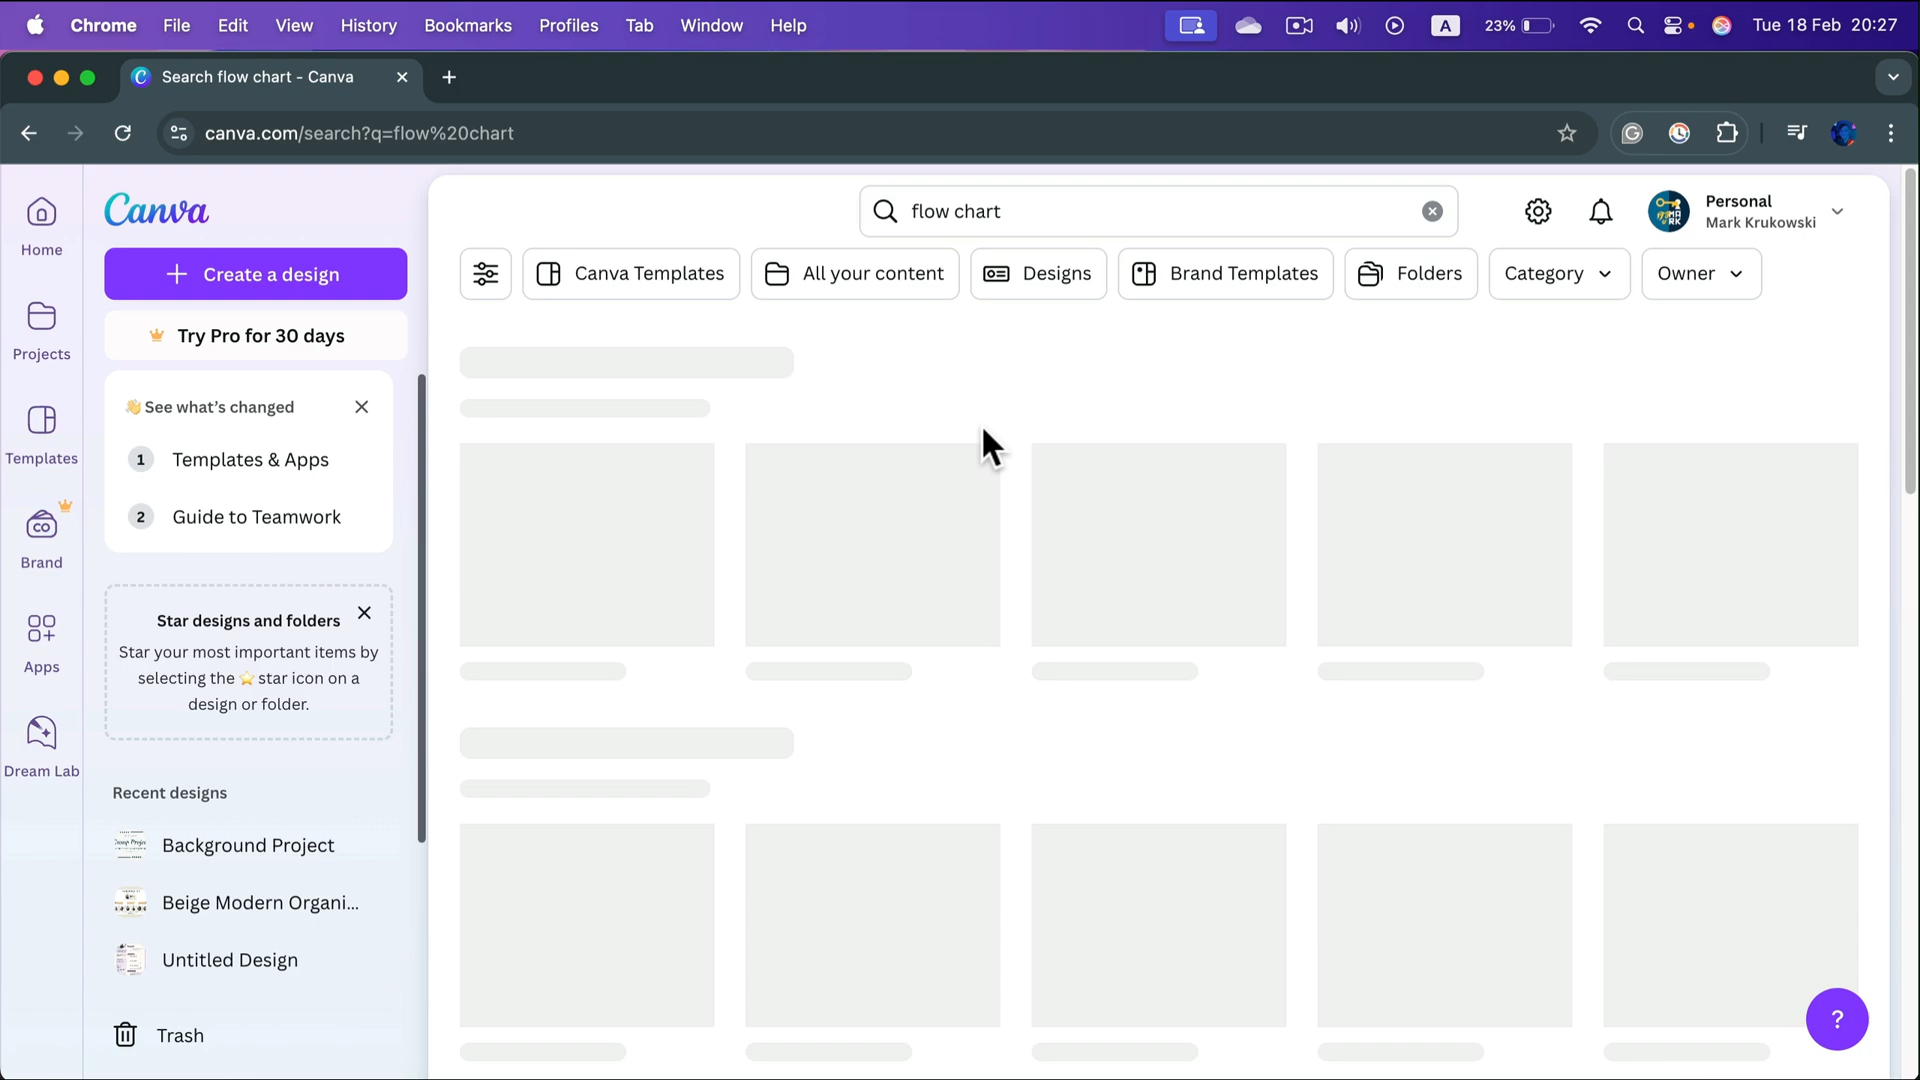 Chrome File Edit View History Bookmarks Profiles Tab Window Help A 23% Tue 18 Feb 20:27
Search flow chart - Canva
canva.com/search?q=flow%20chart
Canva
flow chart
Personal
Mark Krukowski
Home
Projects
Templates
Brand
Apps
Dream Lab
Create a design
Try Pro for 30 days
👋 See what's changed
1 Templates & Apps
2 Guide to Teamwork
Star designs and folders
Star your most important items by
selecting the ⭐ star icon on a
design or folder.
Recent designs
Background Project
Beige Modern Organi...
Untitled Design
Trash
Canva Templates All your content Designs Brand Templates Folders Category Owner
?